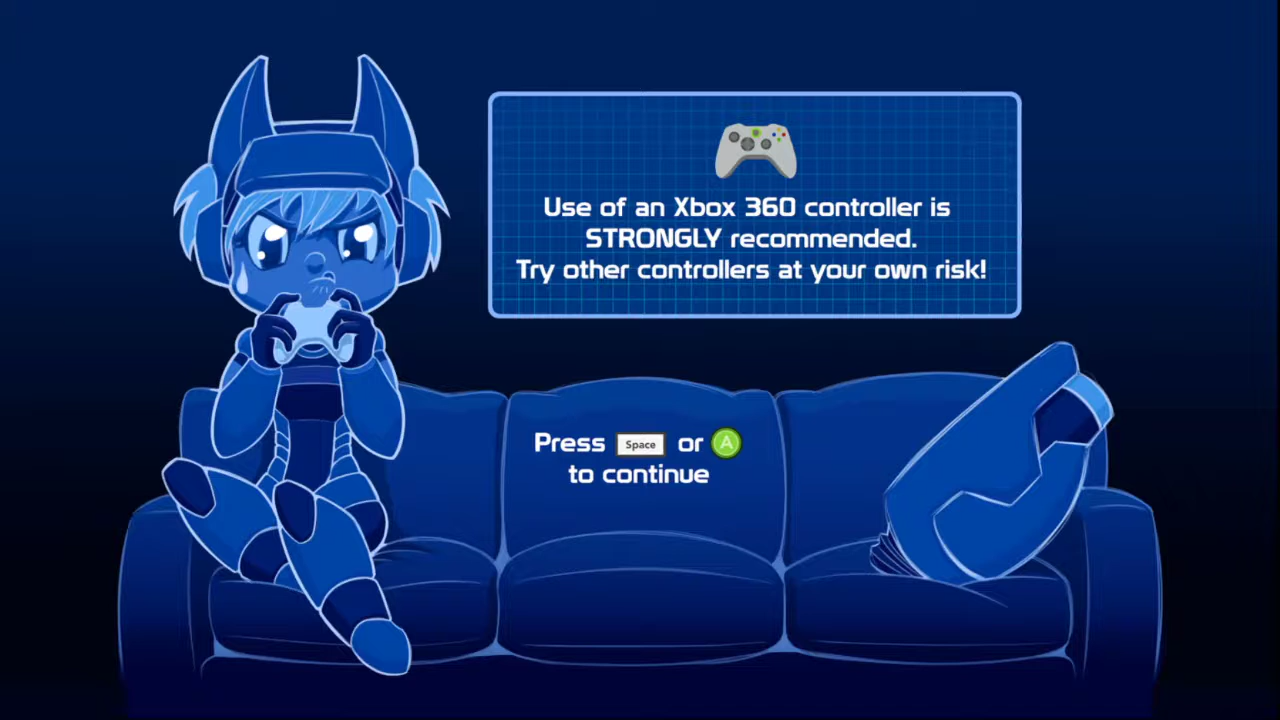 Use of an Xbox 360 controller is
STRONGLY recommended.
Try other controllers at your own risk!
Press Space or A
to continue